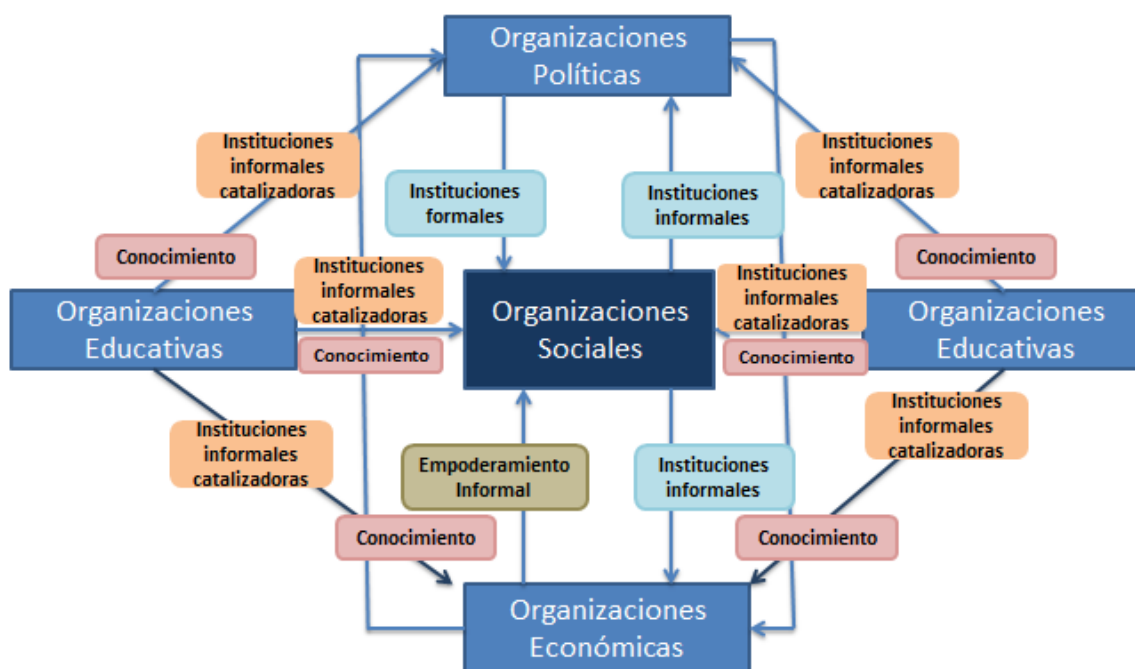 Organizaciones
Políticas
Instituciones
informales
catalizadoras
Instituciones
informales
catalizadoras
Instituciones
formales
Instituciones
informales
Conocimiento
Conocimiento
Organizaciones
Educativas
Instituciones
informales
catalizadoras
Conocimiento
Organizaciones
Sociales
Instituciones
informales
catalizadoras
Conocimiento
Organizaciones
Educativas
Instituciones
informales
catalizadoras
Empoderamiento
Informal
Instituciones
informales
Instituciones
informales
catalizadoras
Conocimiento
Conocimiento
Organizaciones
Económicas